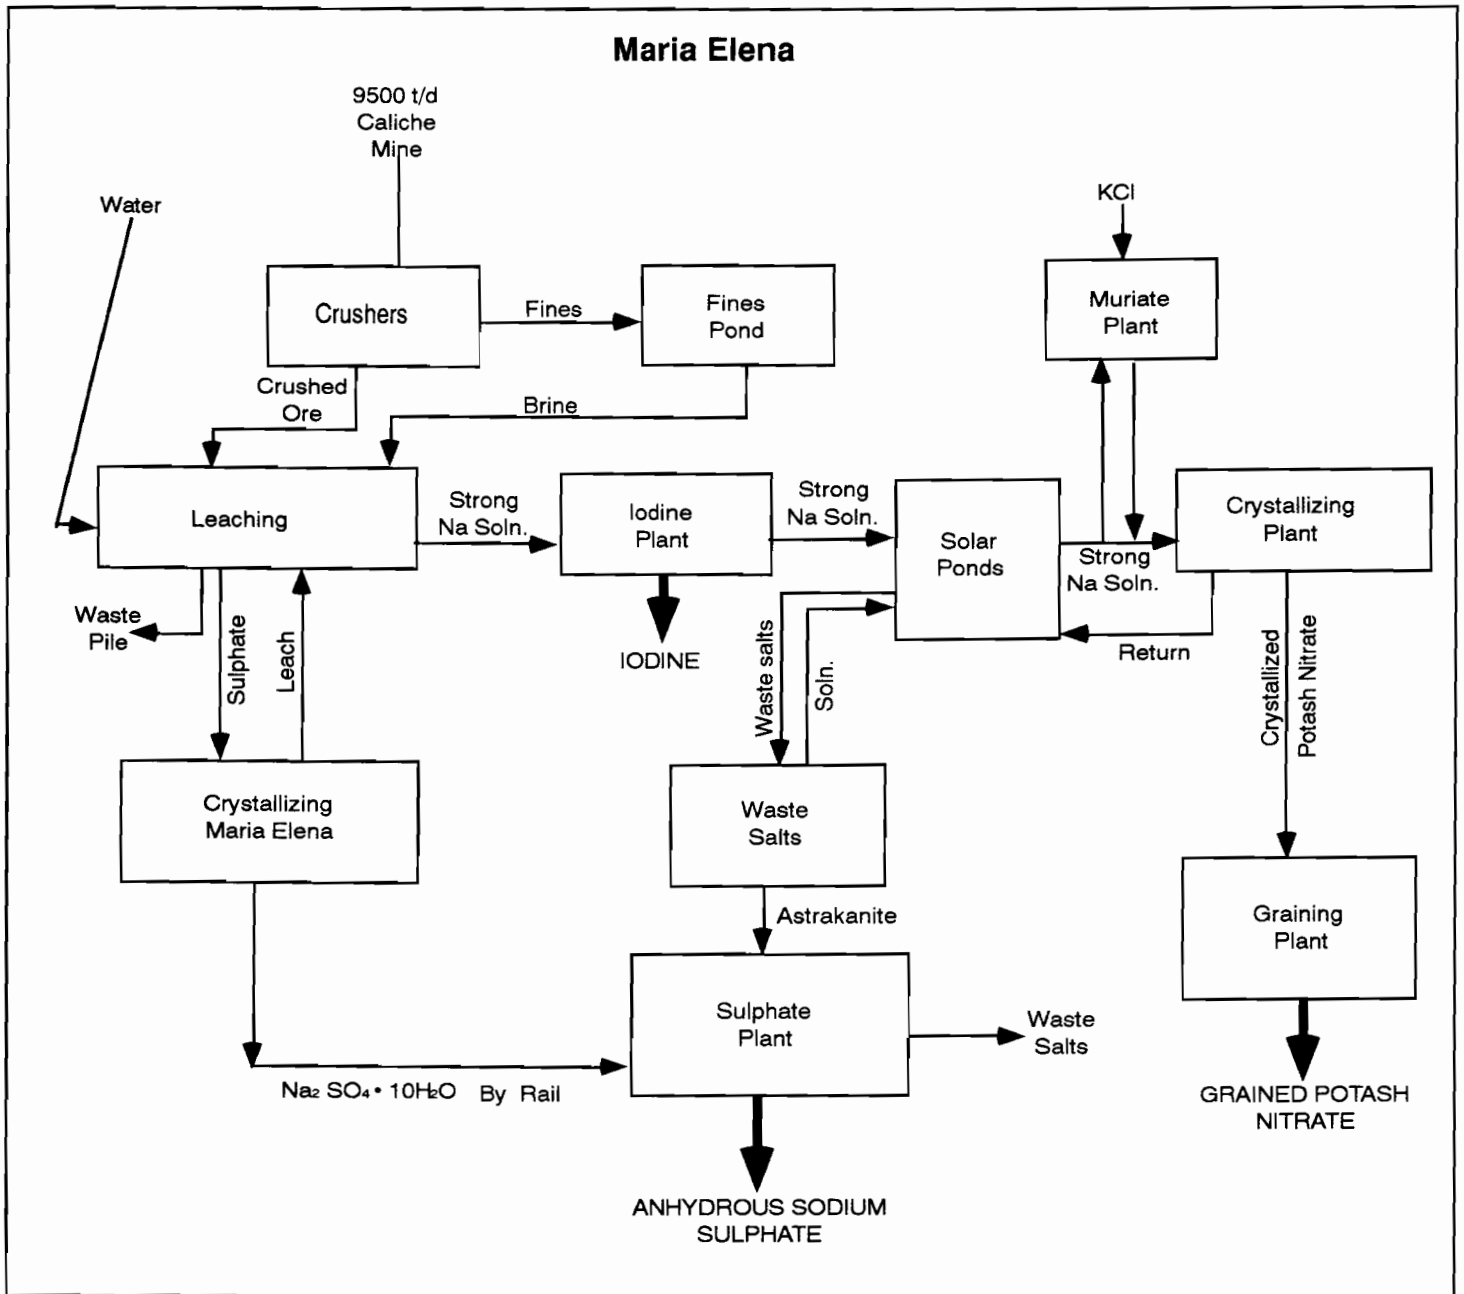 Maria Elena
9500 t/d
Caliche
Mine
Water
KCl
Crushers
Fines
Fines
Pond
Muriate
Plant
Crushed
Ore
Brine
Leaching
Strong
Na Soln.
Iodine
Plant
Strong
Na Soln.
Solar
Ponds
Strong
Na Soln.
Crystallizing
Plant
Waste
Pile
Sulphate
Leach
IODINE
Waste salts
Soln.
Return
Crystallized
Potash Nitrate
Crystallizing
Maria Elena
Waste
Salts
Astrakanite
Graining
Plant
Sulphate
Plant
Waste
Salts
Na₂ SO₄ • 10H₂O By Rail
GRAINED POTASH
NITRATE
ANHYDROUS SODIUM
SULPHATE